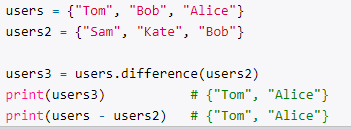 users = {"Tom", "Bob", "Alice"}
users2 = {"Sam", "Kate", "Bob"}

users3 = users.difference(users2)
print(users3)           # {"Tom", "Alice"}
print(users - users2)   # {"Tom", "Alice"}